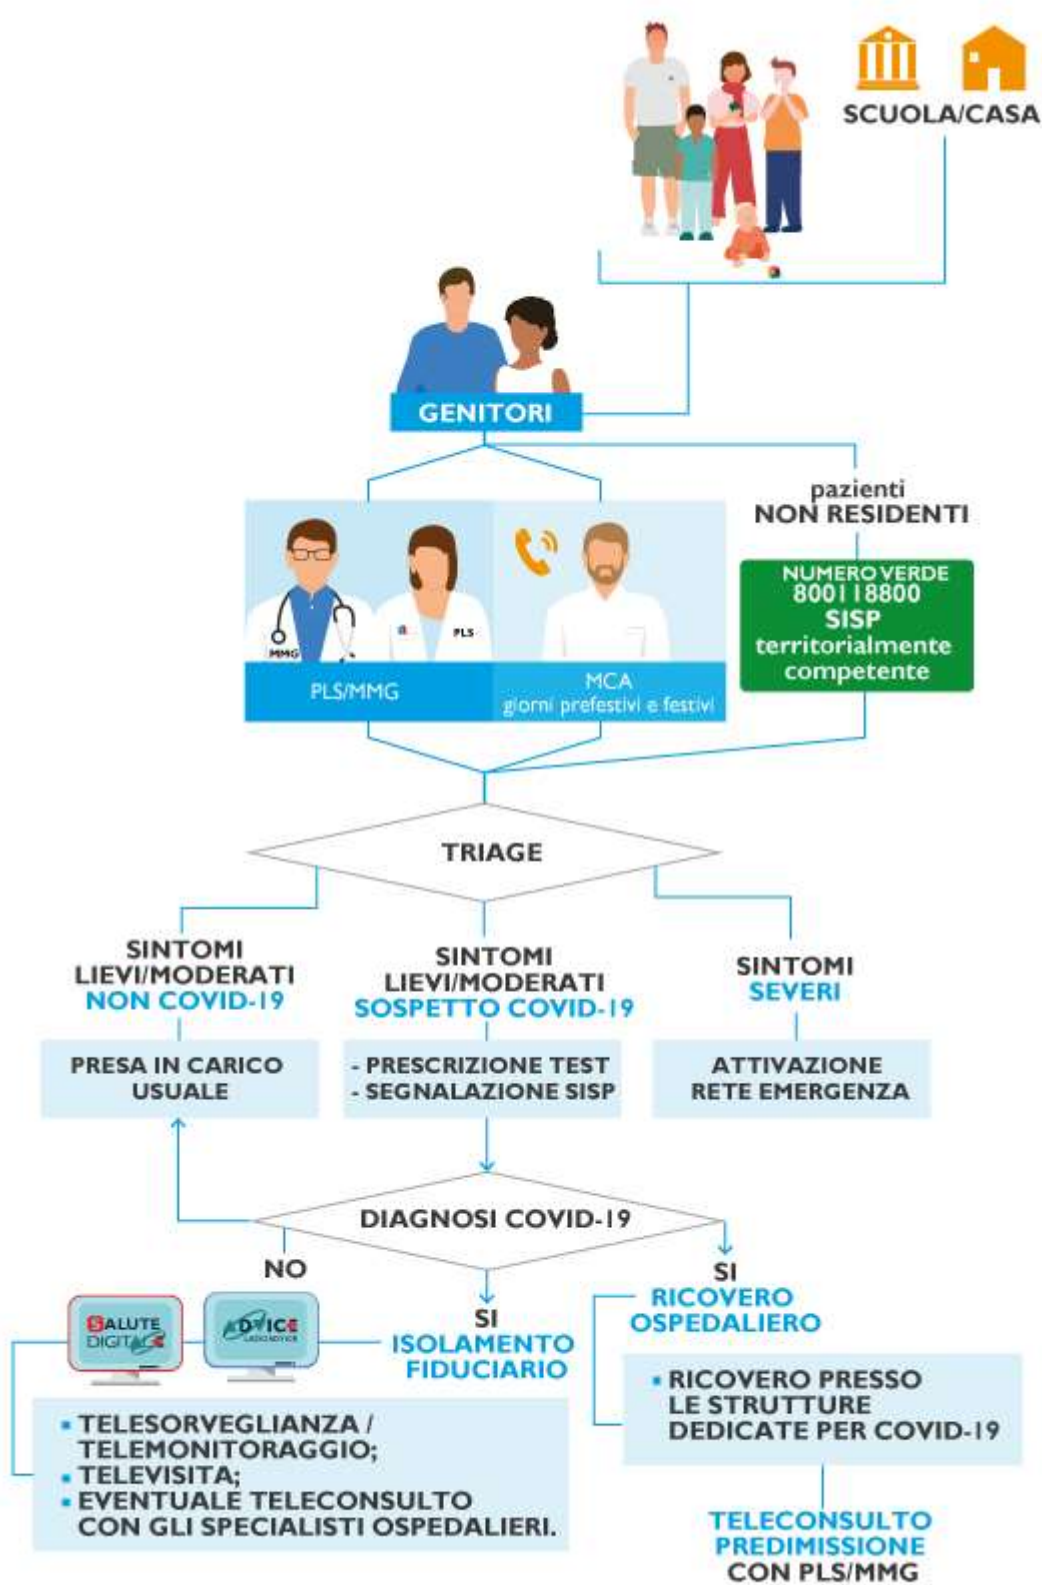 SCUOLA/CASA
GENITORI
pazienti
NON RESIDENTI
NUMERO VERDE
800118800
SISP
territorialmente
competente
MMG
PLS
PLS/MMG
MCA
giorni prefestivi e festivi
TRIAGE
SINTOMI
LIEVI/MODERATI
NON COVID-19
SINTOMI
LIEVI/MODERATI
SOSPETTO COVID-19
SINTOMI
SEVERI
PRESA IN CARICO
USUALE
- PRESCRIZIONE TEST
- SEGNALAZIONE SISP
ATTIVAZIONE
RETE EMERGENZA
DIAGNOSI COVID-19
NO
SI
ISOLAMENTO
FIDUCIARIO
SI
RICOVERO
OSPEDALIERO
SALUTE
DIGITALE
ADVICE
LAZIOADVICE
▪ RICOVERO PRESSO
LE STRUTTURE
DEDICATE PER COVID-19
▪ TELESORVEGLIANZA /
TELEMONITORAGGIO;
▪ TELEVISITA;
▪ EVENTUALE TELECONSULTO
CON GLI SPECIALISTI OSPEDALIERI.
TELECONSULTO
PREDIMISSIONE
CON PLS/MMG